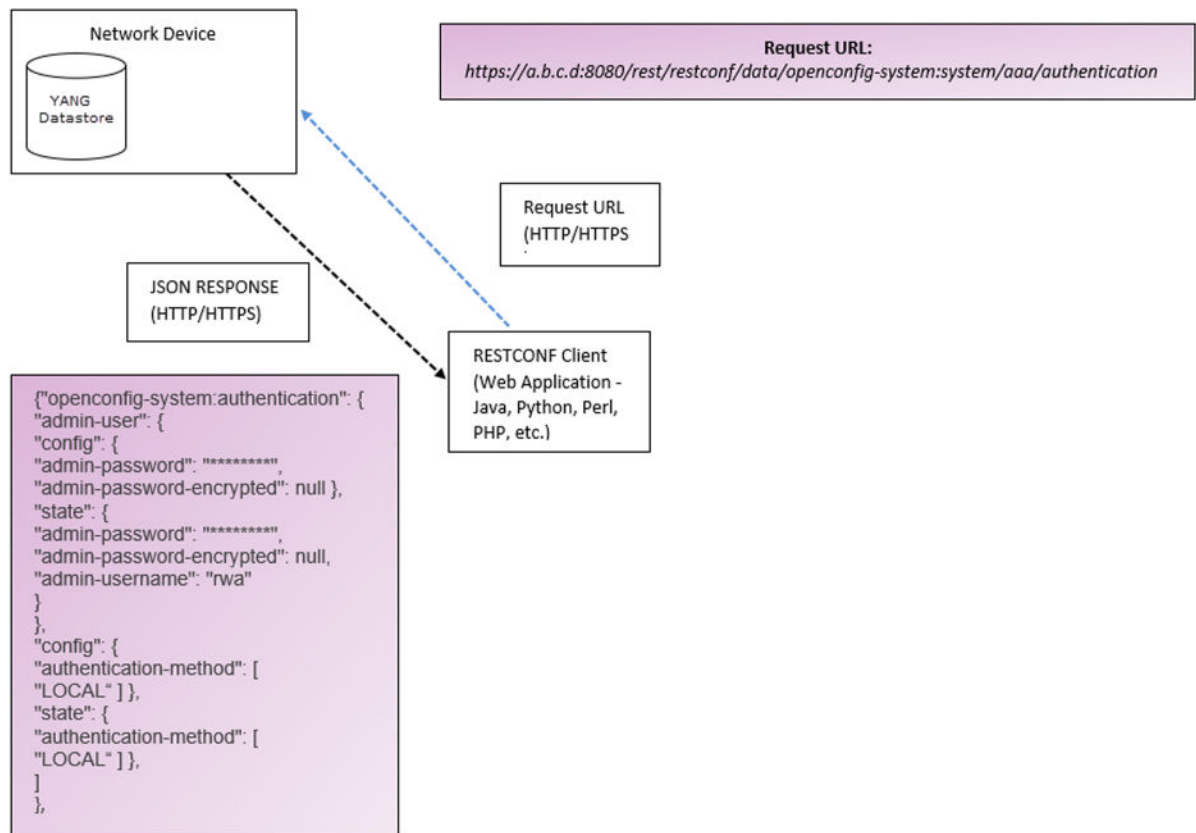 Network Device
YANG
Datastore
Request URL:
https://a.b.c.d:8080/rest/restconf/data/openconfig-system:system/aaa/authentication
Request URL
(HTTP/HTTPS
JSON RESPONSE
(HTTP/HTTPS)
RESTCONF Client
(Web Application -
Java, Python, Perl,
PHP, etc.)
{"openconfig-system:authentication": {
"admin-user": {
"config": {
"admin-password": "********",
"admin-password-encrypted": null },
"state": {
"admin-password": "********",
"admin-password-encrypted": null,
"admin-username": "rwa"
}
},
"config": {
"authentication-method": [
"LOCAL“ ] },
"state": {
"authentication-method": [
"LOCAL“ ] },
]
},